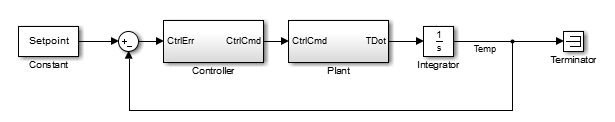 Setpoint
Constant
+
−
CtrlErr CtrlCmd
Controller
CtrlCmd TDot
Plant
1
s
Integrator
Temp
Terminator